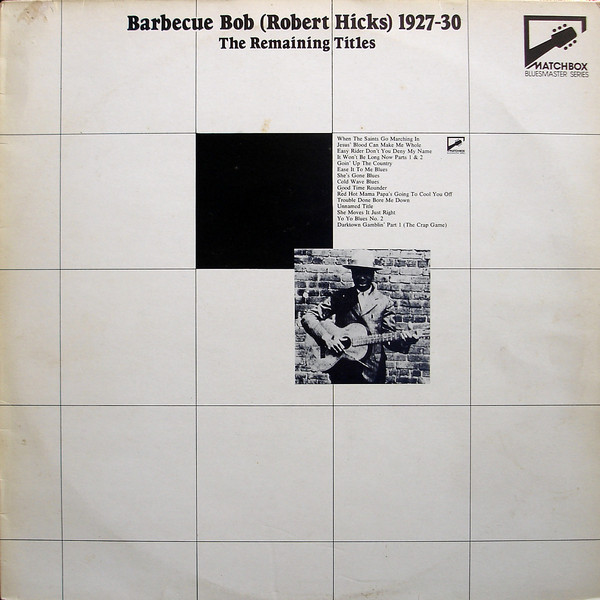 Barbecue Bob (Robert Hicks) 1927-30
The Remaining Titles
MATCHBOX
BLUESMASTER SERIES
When The Saints Go Marching In
Jesus' Blood Can Make Me Whole
Easy Rider Don't You Deny My Name
It Won't Be Long Now Parts 1 & 2
Goin' Up The Country
Ease It To Me Blues
She's Gone Blues
Cold Wave Blues
Good Time Rounder
Red Hot Mama Papa's Going To Cool You Off
Trouble Done Bore Me Down
Unnamed Title
She Moves It Just Right
Yo Yo Blues No. 2
Darktown Gamblin' Part 1 (The Crap Game)